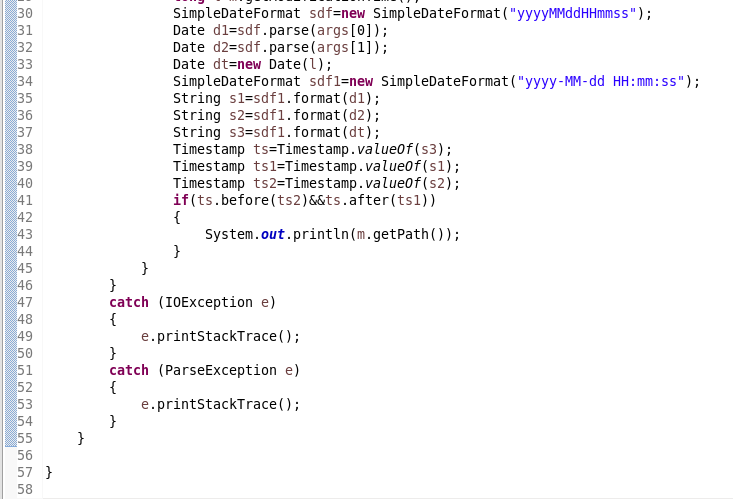 30 SimpleDateFormat sdf=new SimpleDateFormat("yyyyMMddHHmmss");
31 Date d1=sdf.parse(args[0]);
32 Date d2=sdf.parse(args[1]);
33 Date dt=new Date(l);
34 SimpleDateFormat sdf1=new SimpleDateFormat("yyyy-MM-dd HH:mm:ss");
35 String s1=sdf1.format(d1);
36 String s2=sdf1.format(d2);
37 String s3=sdf1.format(dt);
38 Timestamp ts=Timestamp.valueOf(s3);
39 Timestamp ts1=Timestamp.valueOf(s1);
40 Timestamp ts2=Timestamp.valueOf(s2);
41 if(ts.before(ts2)&&ts.after(ts1))
42 {
43 System.out.println(m.getPath());
44 }
45 }
46 }
47 catch (IOException e)
48 {
49 e.printStackTrace();
50 }
51 catch (ParseException e)
52 {
53 e.printStackTrace();
54 }
55 }
56
57 }
58